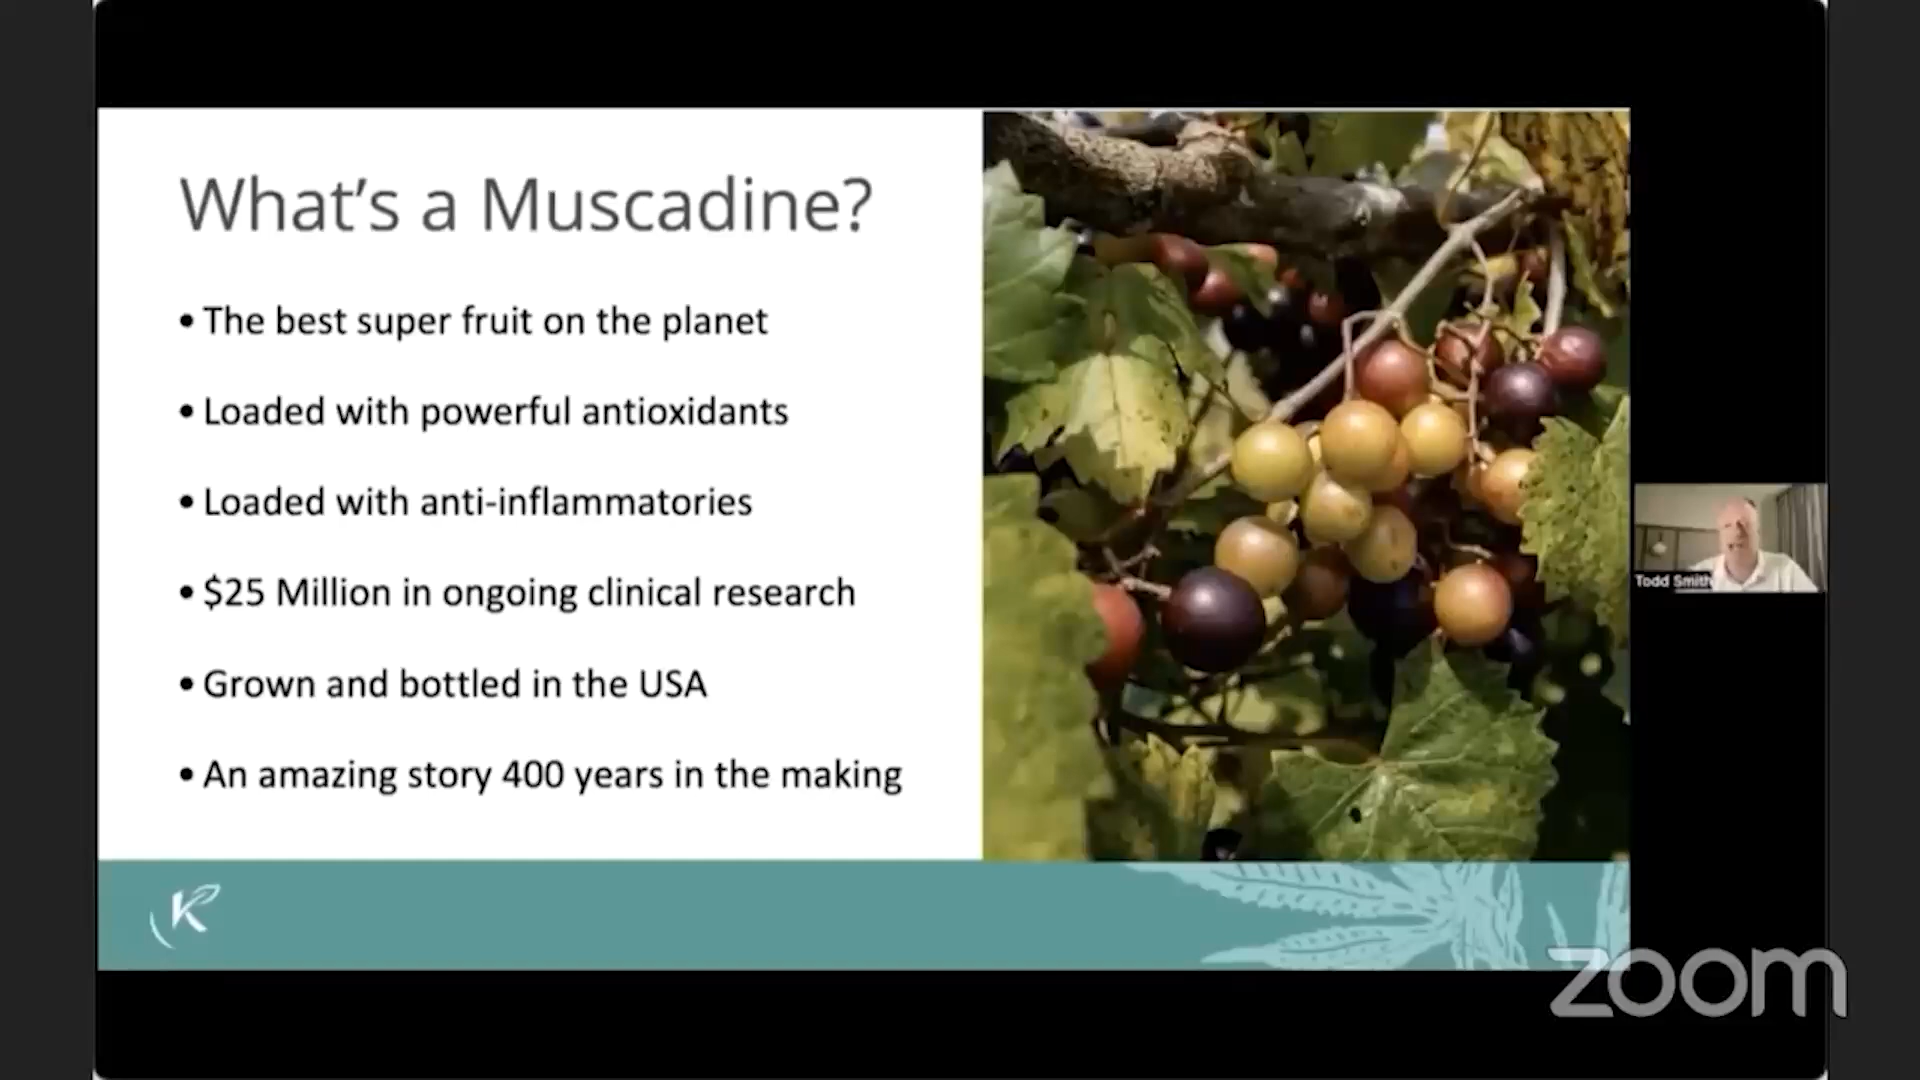 What's a Muscadine?
• The best super fruit on the planet
• Loaded with powerful antioxidants
• Loaded with anti-inflammatories
• $25 Million in ongoing clinical research
• Grown and bottled in the USA
• An amazing story 400 years in the making
K
Todd Smith
zoom